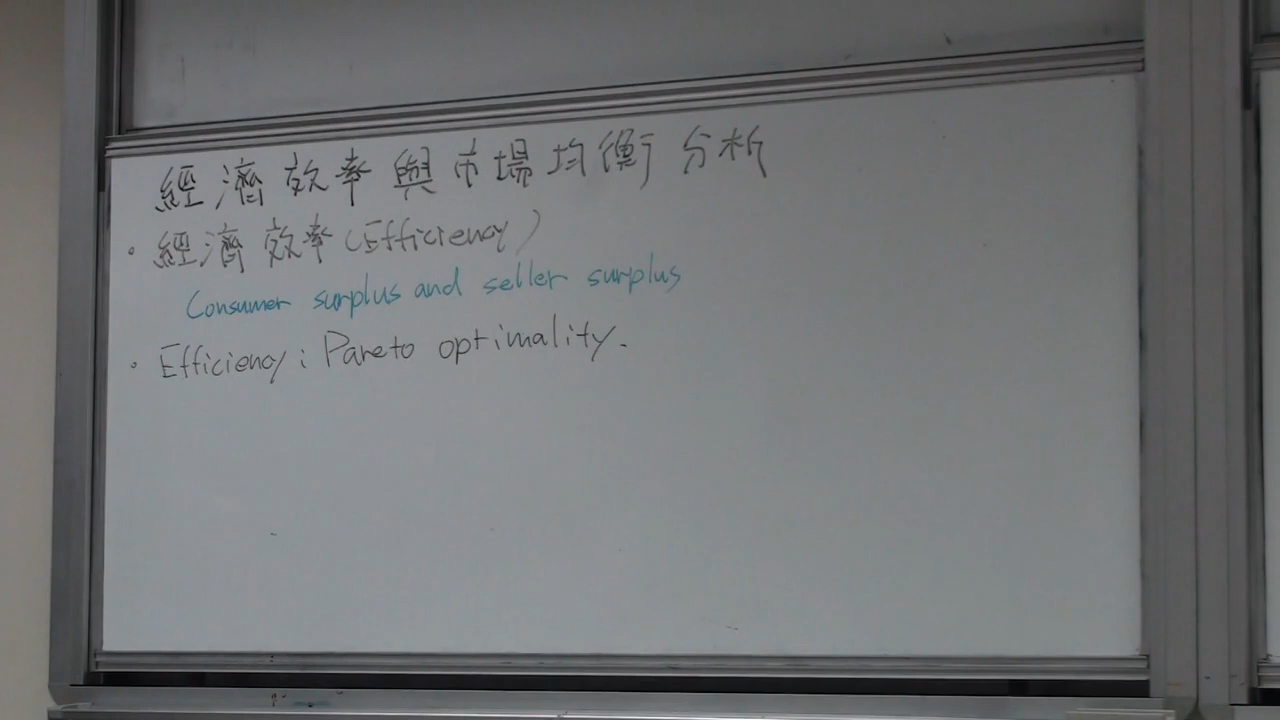 經濟效率與市場均衡分析
• 經濟效率(Efficiency)
Consumer surplus and seller surplus
• Efficiency: Pareto optimality.